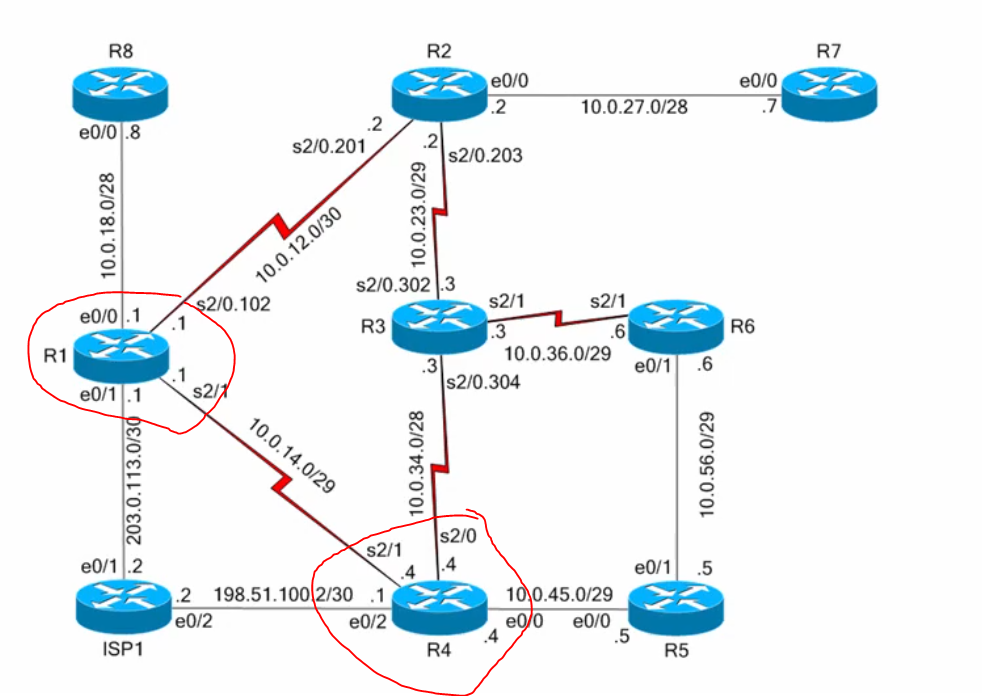 R8
R2
R7
e0/0
e0/0
.2
10.0.27.0/28
.7
e0/0 .8
.2
s2/0.201
.2
s2/0.203
10.0.18.0/28
10.0.12.0/30
10.0.23.0/29
s2/0.302 .3
s2/0.102
e0/0 .1
.1
s2/1
s2/1
R3
.3
.6
R6
10.0.36.0/29
R1
.1
s2/1
e0/1 .1
.3
s2/0.304
e0/1
.6
203.0.113.0/30
10.0.14.0/29
10.0.34.0/28
10.0.56.0/29
s2/1
s2/0
.4
.4
e0/1 .2
e0/1
.5
.2
198.51.100.2/30
.1
10.0.45.0/29
e0/2
e0/2
e0/0
e0/0
.4
.5
ISP1
R4
R5